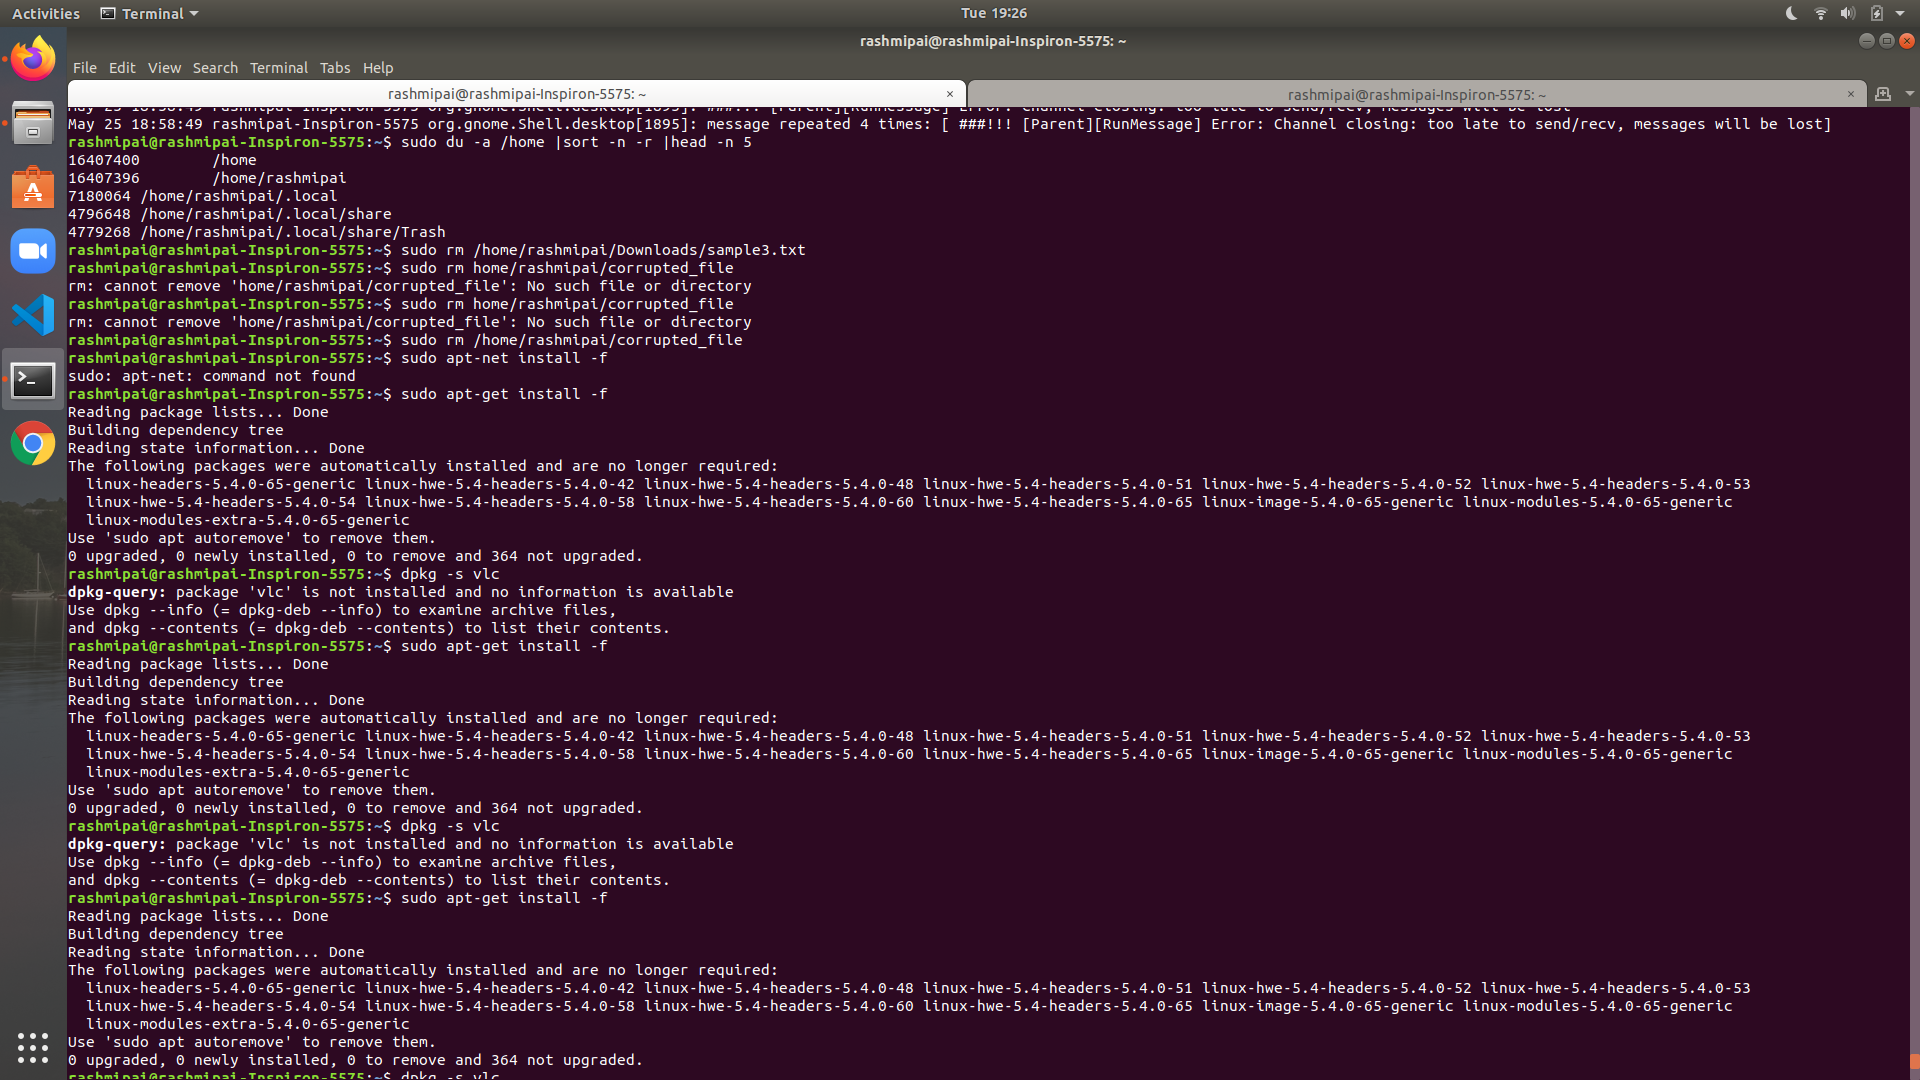 Activities Terminal Tue 19:26
rashmipai@rashmipai-Inspiron-5575: ~
File Edit View Search Terminal Tabs Help
rashmipai@rashmipai-Inspiron-5575: ~ × rashmipai@rashmipai-Inspiron-5575: ~ ×
May 25 18:58:49 rashmipai-Inspiron-5575 org.gnome.Shell.desktop[1895]: ###!!! [Parent][RunMessage] Error: Channel closing: too late to send/recv, messages will be lost
May 25 18:58:49 rashmipai-Inspiron-5575 org.gnome.Shell.desktop[1895]: message repeated 4 times: [ ###!!! [Parent][RunMessage] Error: Channel closing: too late to send/recv, messages will be lost]
rashmipai@rashmipai-Inspiron-5575:~$ sudo du -a /home |sort -n -r |head -n 5
16407400        /home
16407396        /home/rashmipai
7180064 /home/rashmipai/.local
4796648 /home/rashmipai/.local/share
4779268 /home/rashmipai/.local/share/Trash
rashmipai@rashmipai-Inspiron-5575:~$ sudo rm /home/rashmipai/Downloads/sample3.txt
rashmipai@rashmipai-Inspiron-5575:~$ sudo rm home/rashmipai/corrupted_file
rm: cannot remove 'home/rashmipai/corrupted_file': No such file or directory
rashmipai@rashmipai-Inspiron-5575:~$ sudo rm home/rashmipai/corrupted_file
rm: cannot remove 'home/rashmipai/corrupted_file': No such file or directory
rashmipai@rashmipai-Inspiron-5575:~$ sudo rm /home/rashmipai/corrupted_file
rashmipai@rashmipai-Inspiron-5575:~$ sudo apt-net install -f
sudo: apt-net: command not found
rashmipai@rashmipai-Inspiron-5575:~$ sudo apt-get install -f
Reading package lists... Done
Building dependency tree
Reading state information... Done
The following packages were automatically installed and are no longer required:
  linux-headers-5.4.0-65-generic linux-hwe-5.4-headers-5.4.0-42 linux-hwe-5.4-headers-5.4.0-48 linux-hwe-5.4-headers-5.4.0-51 linux-hwe-5.4-headers-5.4.0-52 linux-hwe-5.4-headers-5.4.0-53
  linux-hwe-5.4-headers-5.4.0-54 linux-hwe-5.4-headers-5.4.0-58 linux-hwe-5.4-headers-5.4.0-60 linux-hwe-5.4-headers-5.4.0-65 linux-image-5.4.0-65-generic linux-modules-5.4.0-65-generic
  linux-modules-extra-5.4.0-65-generic
Use 'sudo apt autoremove' to remove them.
0 upgraded, 0 newly installed, 0 to remove and 364 not upgraded.
rashmipai@rashmipai-Inspiron-5575:~$ dpkg -s vlc
dpkg-query: package 'vlc' is not installed and no information is available
Use dpkg --info (= dpkg-deb --info) to examine archive files,
and dpkg --contents (= dpkg-deb --contents) to list their contents.
rashmipai@rashmipai-Inspiron-5575:~$ sudo apt-get install -f
Reading package lists... Done
Building dependency tree
Reading state information... Done
The following packages were automatically installed and are no longer required:
  linux-headers-5.4.0-65-generic linux-hwe-5.4-headers-5.4.0-42 linux-hwe-5.4-headers-5.4.0-48 linux-hwe-5.4-headers-5.4.0-51 linux-hwe-5.4-headers-5.4.0-52 linux-hwe-5.4-headers-5.4.0-53
  linux-hwe-5.4-headers-5.4.0-54 linux-hwe-5.4-headers-5.4.0-58 linux-hwe-5.4-headers-5.4.0-60 linux-hwe-5.4-headers-5.4.0-65 linux-image-5.4.0-65-generic linux-modules-5.4.0-65-generic
  linux-modules-extra-5.4.0-65-generic
Use 'sudo apt autoremove' to remove them.
0 upgraded, 0 newly installed, 0 to remove and 364 not upgraded.
rashmipai@rashmipai-Inspiron-5575:~$ dpkg -s vlc
dpkg-query: package 'vlc' is not installed and no information is available
Use dpkg --info (= dpkg-deb --info) to examine archive files,
and dpkg --contents (= dpkg-deb --contents) to list their contents.
rashmipai@rashmipai-Inspiron-5575:~$ sudo apt-get install -f
Reading package lists... Done
Building dependency tree
Reading state information... Done
The following packages were automatically installed and are no longer required:
  linux-headers-5.4.0-65-generic linux-hwe-5.4-headers-5.4.0-42 linux-hwe-5.4-headers-5.4.0-48 linux-hwe-5.4-headers-5.4.0-51 linux-hwe-5.4-headers-5.4.0-52 linux-hwe-5.4-headers-5.4.0-53
  linux-hwe-5.4-headers-5.4.0-54 linux-hwe-5.4-headers-5.4.0-58 linux-hwe-5.4-headers-5.4.0-60 linux-hwe-5.4-headers-5.4.0-65 linux-image-5.4.0-65-generic linux-modules-5.4.0-65-generic
  linux-modules-extra-5.4.0-65-generic
Use 'sudo apt autoremove' to remove them.
0 upgraded, 0 newly installed, 0 to remove and 364 not upgraded.
rashmipai@rashmipai-Inspiron-5575:~$ dpkg -s vlc